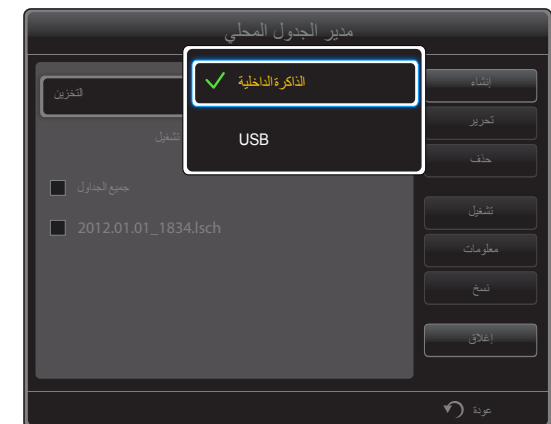 مدير الجدول المحلي
التخزين
الذاكرة الداخلية
USB
تشغيل
جميع الجداول
2012.01.01_1834.lsch
إنشاء
تحرير
حذف
تشغيل
معلومات
نسخ
إغلاق
عودة